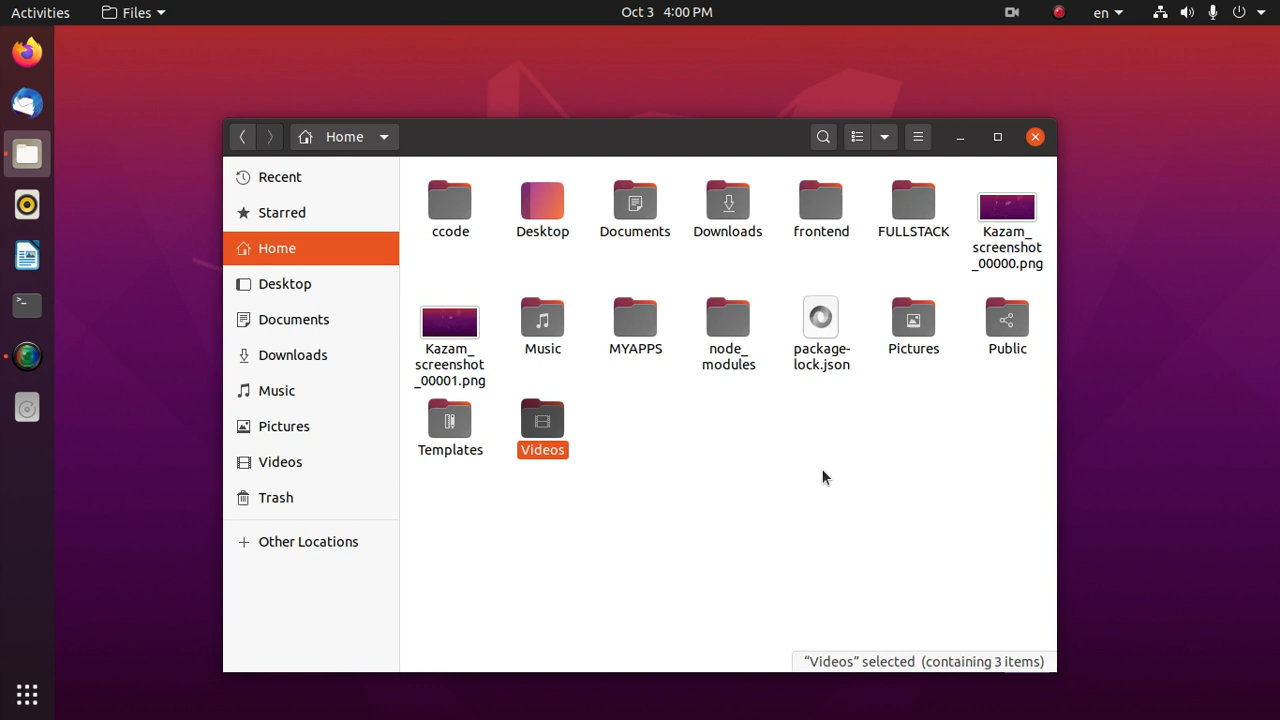 Activities
Files
Oct 3 4:00 PM
en
Home
Recent
Starred
Home
Desktop
Documents
Downloads
Music
Pictures
Videos
Trash
Other Locations
ccode
Desktop
Documents
Downloads
frontend
FULLSTACK
Kazam_
screenshot
_00000.png
Kazam_
screenshot
_00001.png
Music
MYAPPS
node_
modules
package-
lock.json
Pictures
Public
Templates
Videos
“Videos” selected (containing 3 items)